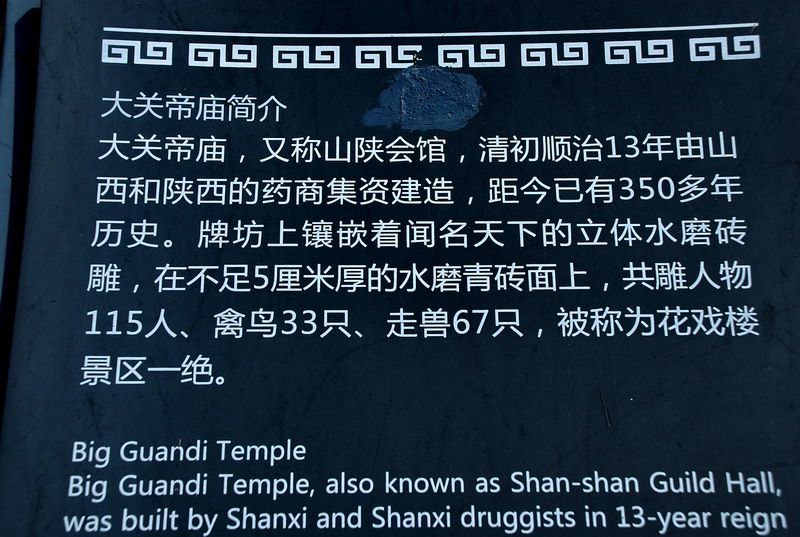 大关帝庙简介
大关帝庙，又称山陕会馆，清初顺治13年由山
西和陕西的药商集资建造，距今已有350多年
历史。牌坊上镶嵌着闻名天下的立体水磨砖
雕，在不足5厘米厚的水磨青砖面上，共雕人物
115人、禽鸟33只、走兽67只，被称为花戏楼
景区一绝。
Big Guandi Temple
Big Guandi Temple, also known as Shan-shan Guild Hall,
was built by Shanxi and Shanxi druggists in 13-year reign